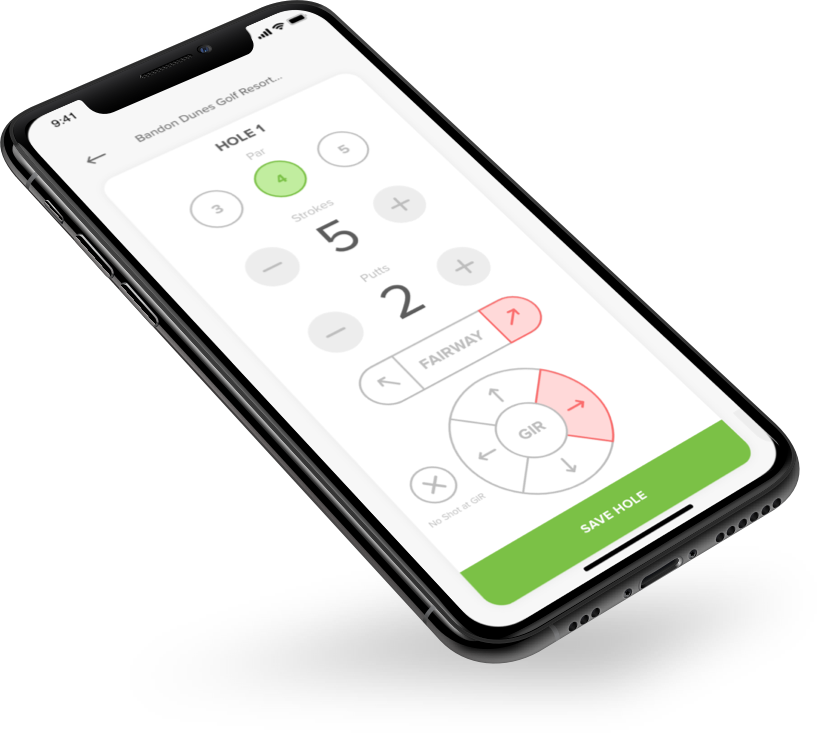 9:41
Bandon Dunes Golf Resort...
HOLE 1
Par
3 4 5
Strokes
5
Putts
2
FAIRWAY
GIR
No Shot at GIR
SAVE HOLE